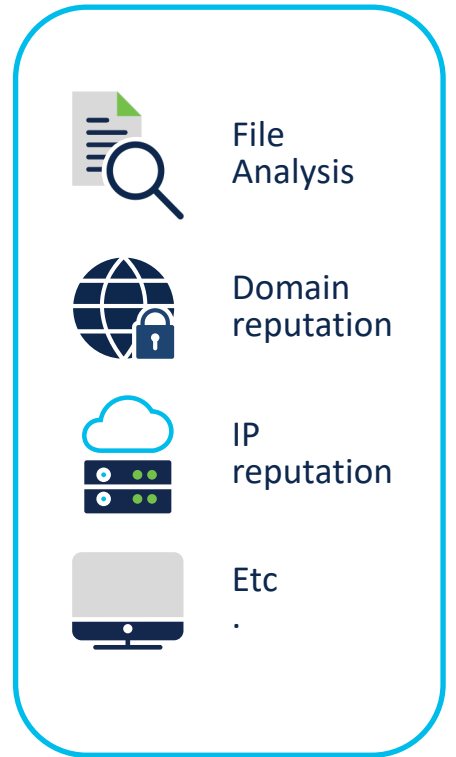 File
Analysis
Domain
reputation
IP
reputation
Etc
.